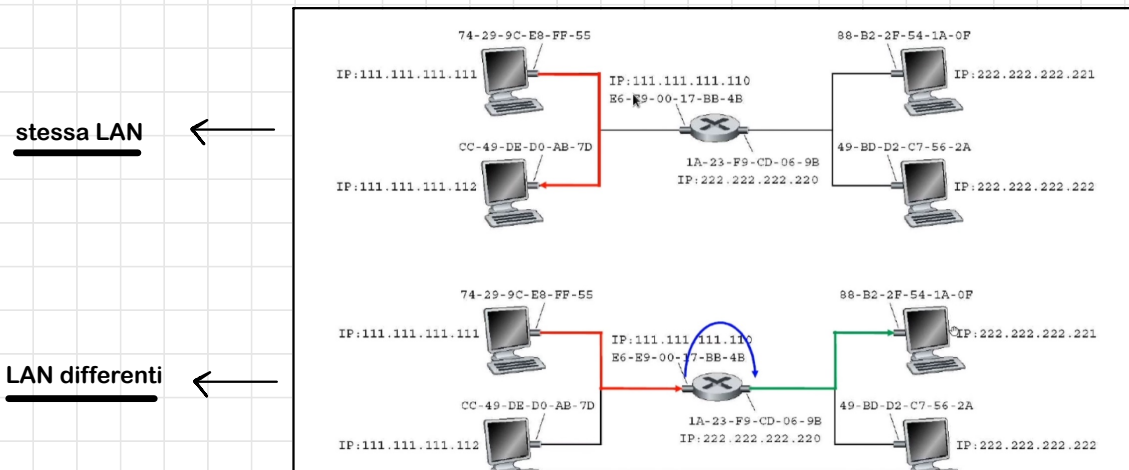 74-29-9C-E8-FF-55
88-B2-2F-54-1A-0F
IP:111.111.111.111
IP:111.111.111.110
IP:222.222.222.221
E6-E9-00-17-BB-4B
stessa LAN
CC-49-DE-D0-AB-7D
49-BD-D2-C7-56-2A
1A-23-F9-CD-06-9B
IP:111.111.111.112
IP:222.222.222.220
IP:222.222.222.222
74-29-9C-E8-FF-55
88-B2-2F-54-1A-0F
IP:111.111.111.111
IP:111.111.111.110
IP:222.222.222.221
E6-E9-00-17-BB-4B
LAN differenti
CC-49-DE-D0-AB-7D
49-BD-D2-C7-56-2A
1A-23-F9-CD-06-9B
IP:111.111.111.112
IP:222.222.222.220
IP:222.222.222.222